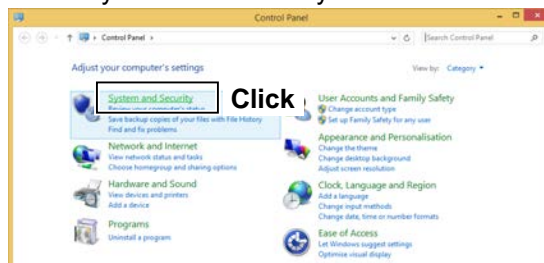 Control Panel
Control Panel
Search Control Panel
Adjust your computer's settings
View by: Category
System and Security
Review your computer's status
Save backup copies of your files with File History
Find and fix problems
Click
Network and Internet
View network status and tasks
Choose homegroup and sharing options
Hardware and Sound
View devices and printers
Add a device
Programs
Uninstall a program
User Accounts and Family Safety
Change account type
Set up Family Safety for any user
Appearance and Personalisation
Change the theme
Change desktop background
Adjust screen resolution
Clock, Language and Region
Add a language
Change input methods
Change date, time or number formats
Ease of Access
Let Windows suggest settings
Optimise visual display